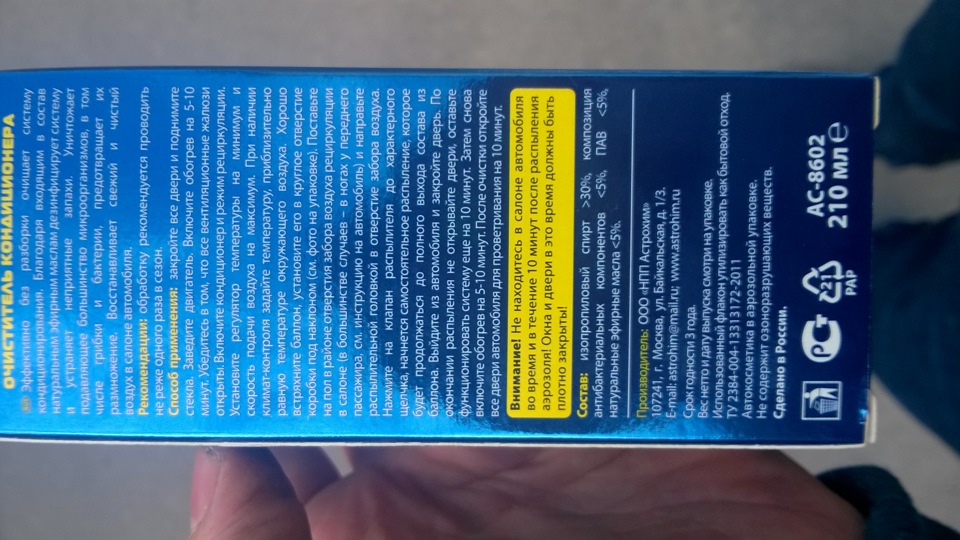 ОЧИСТИТЕЛЬ КОНДИЦИОНЕРА
Эффективно без разборки очищает систему
кондиционирования. Благодаря входящим в состав
натуральным эфирным маслам дезинфицирует систему
и устраняет неприятные запахи. Уничтожает
подавляющее большинство микроорганизмов, в том
числе грибки и бактерии, предотвращает их
размножение. Восстанавливает свежий и чистый
воздух в салоне автомобиля.
Рекомендации: обработку рекомендуется проводить
не реже одного раза в сезон.
Способ применения: закройте все двери и поднимите
стекла. Заведите двигатель. Включите обогрев на 5-10
минут. Убедитесь в том, что все вентиляционные жалюзи
открыты. Включите кондиционер и режим рециркуляции.
Установите регулятор температуры на минимум и
скорость подачи воздуха на максимум. При наличии
климат-контроля задайте температуру, приблизительно
равную температуре окружающего воздуха. Хорошо
встряхните баллон, установите его в круглое отверстие
коробки под наклоном (см. фото на упаковке). Поставьте
на пол в районе отверстия забора воздуха рециркуляции
в салоне (в большинстве случаев – в ногах у переднего
пассажира, см. инструкцию на автомобиль) и направьте
распылительной головкой в отверстие забора воздуха.
Нажмите на клапан распылителя до характерного
щелчка, начнется самостоятельное распыление, которое
будет продолжаться до полного выхода состава из
баллона. Выйдите из автомобиля и закройте дверь. По
окончании распыления не открывайте двери, оставьте
функционировать систему еще на 10 минут. Затем снова
включите обогрев на 5-10 минут. После очистки откройте
все двери автомобиля для проветривания на 10 минут.
Внимание! Не находитесь в салоне автомобиля
во время и в течение 10 минут после распыления
аэрозоля! Окна и двери в это время должны быть
плотно закрыты!
Состав: изопропиловый спирт >30%, композиция
антибактериальных компонентов <5%, ПАВ <5%,
натуральные эфирные масла <5%.
Производитель: ООО «НПП Астрохим»
107241, г. Москва, ул. Байкальская, д. 1/3.
E-mail: astrohim@mail.ru; www.astrohim.ru
Срок годности 3 года.
Вес нетто и дату выпуска смотри на упаковке.
Использованный флакон утилизировать как бытовой отход.
ТУ 2384-004-13313172-2011
Автокосметика в аэрозольной упаковке.
Не содержит озоноразрушающих веществ.
Сделано в России.
21
PAP
АС-8602
210 мл e